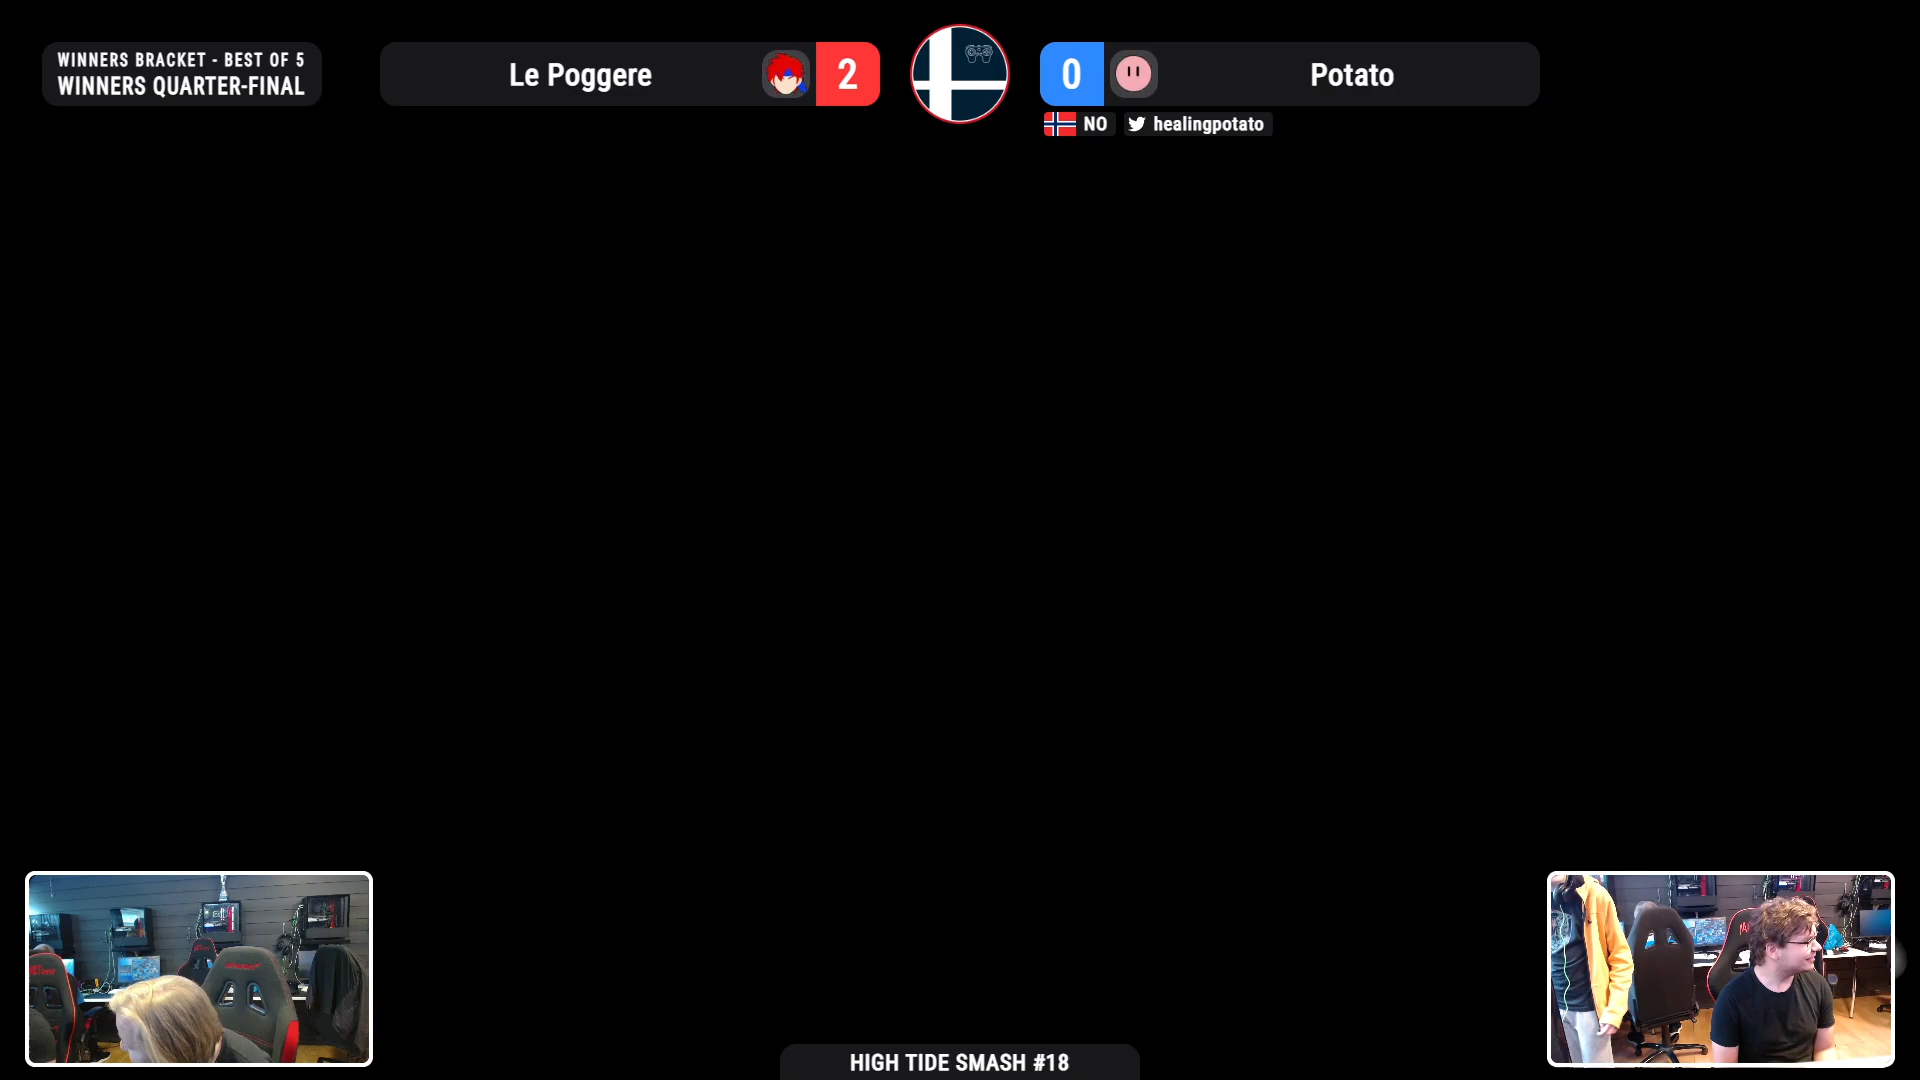 WINNERS BRACKET - BEST OF 5
WINNERS QUARTER-FINAL
Le Poggere
2
0
Potato
NO
healingpotato
HIGH TIDE SMASH #18